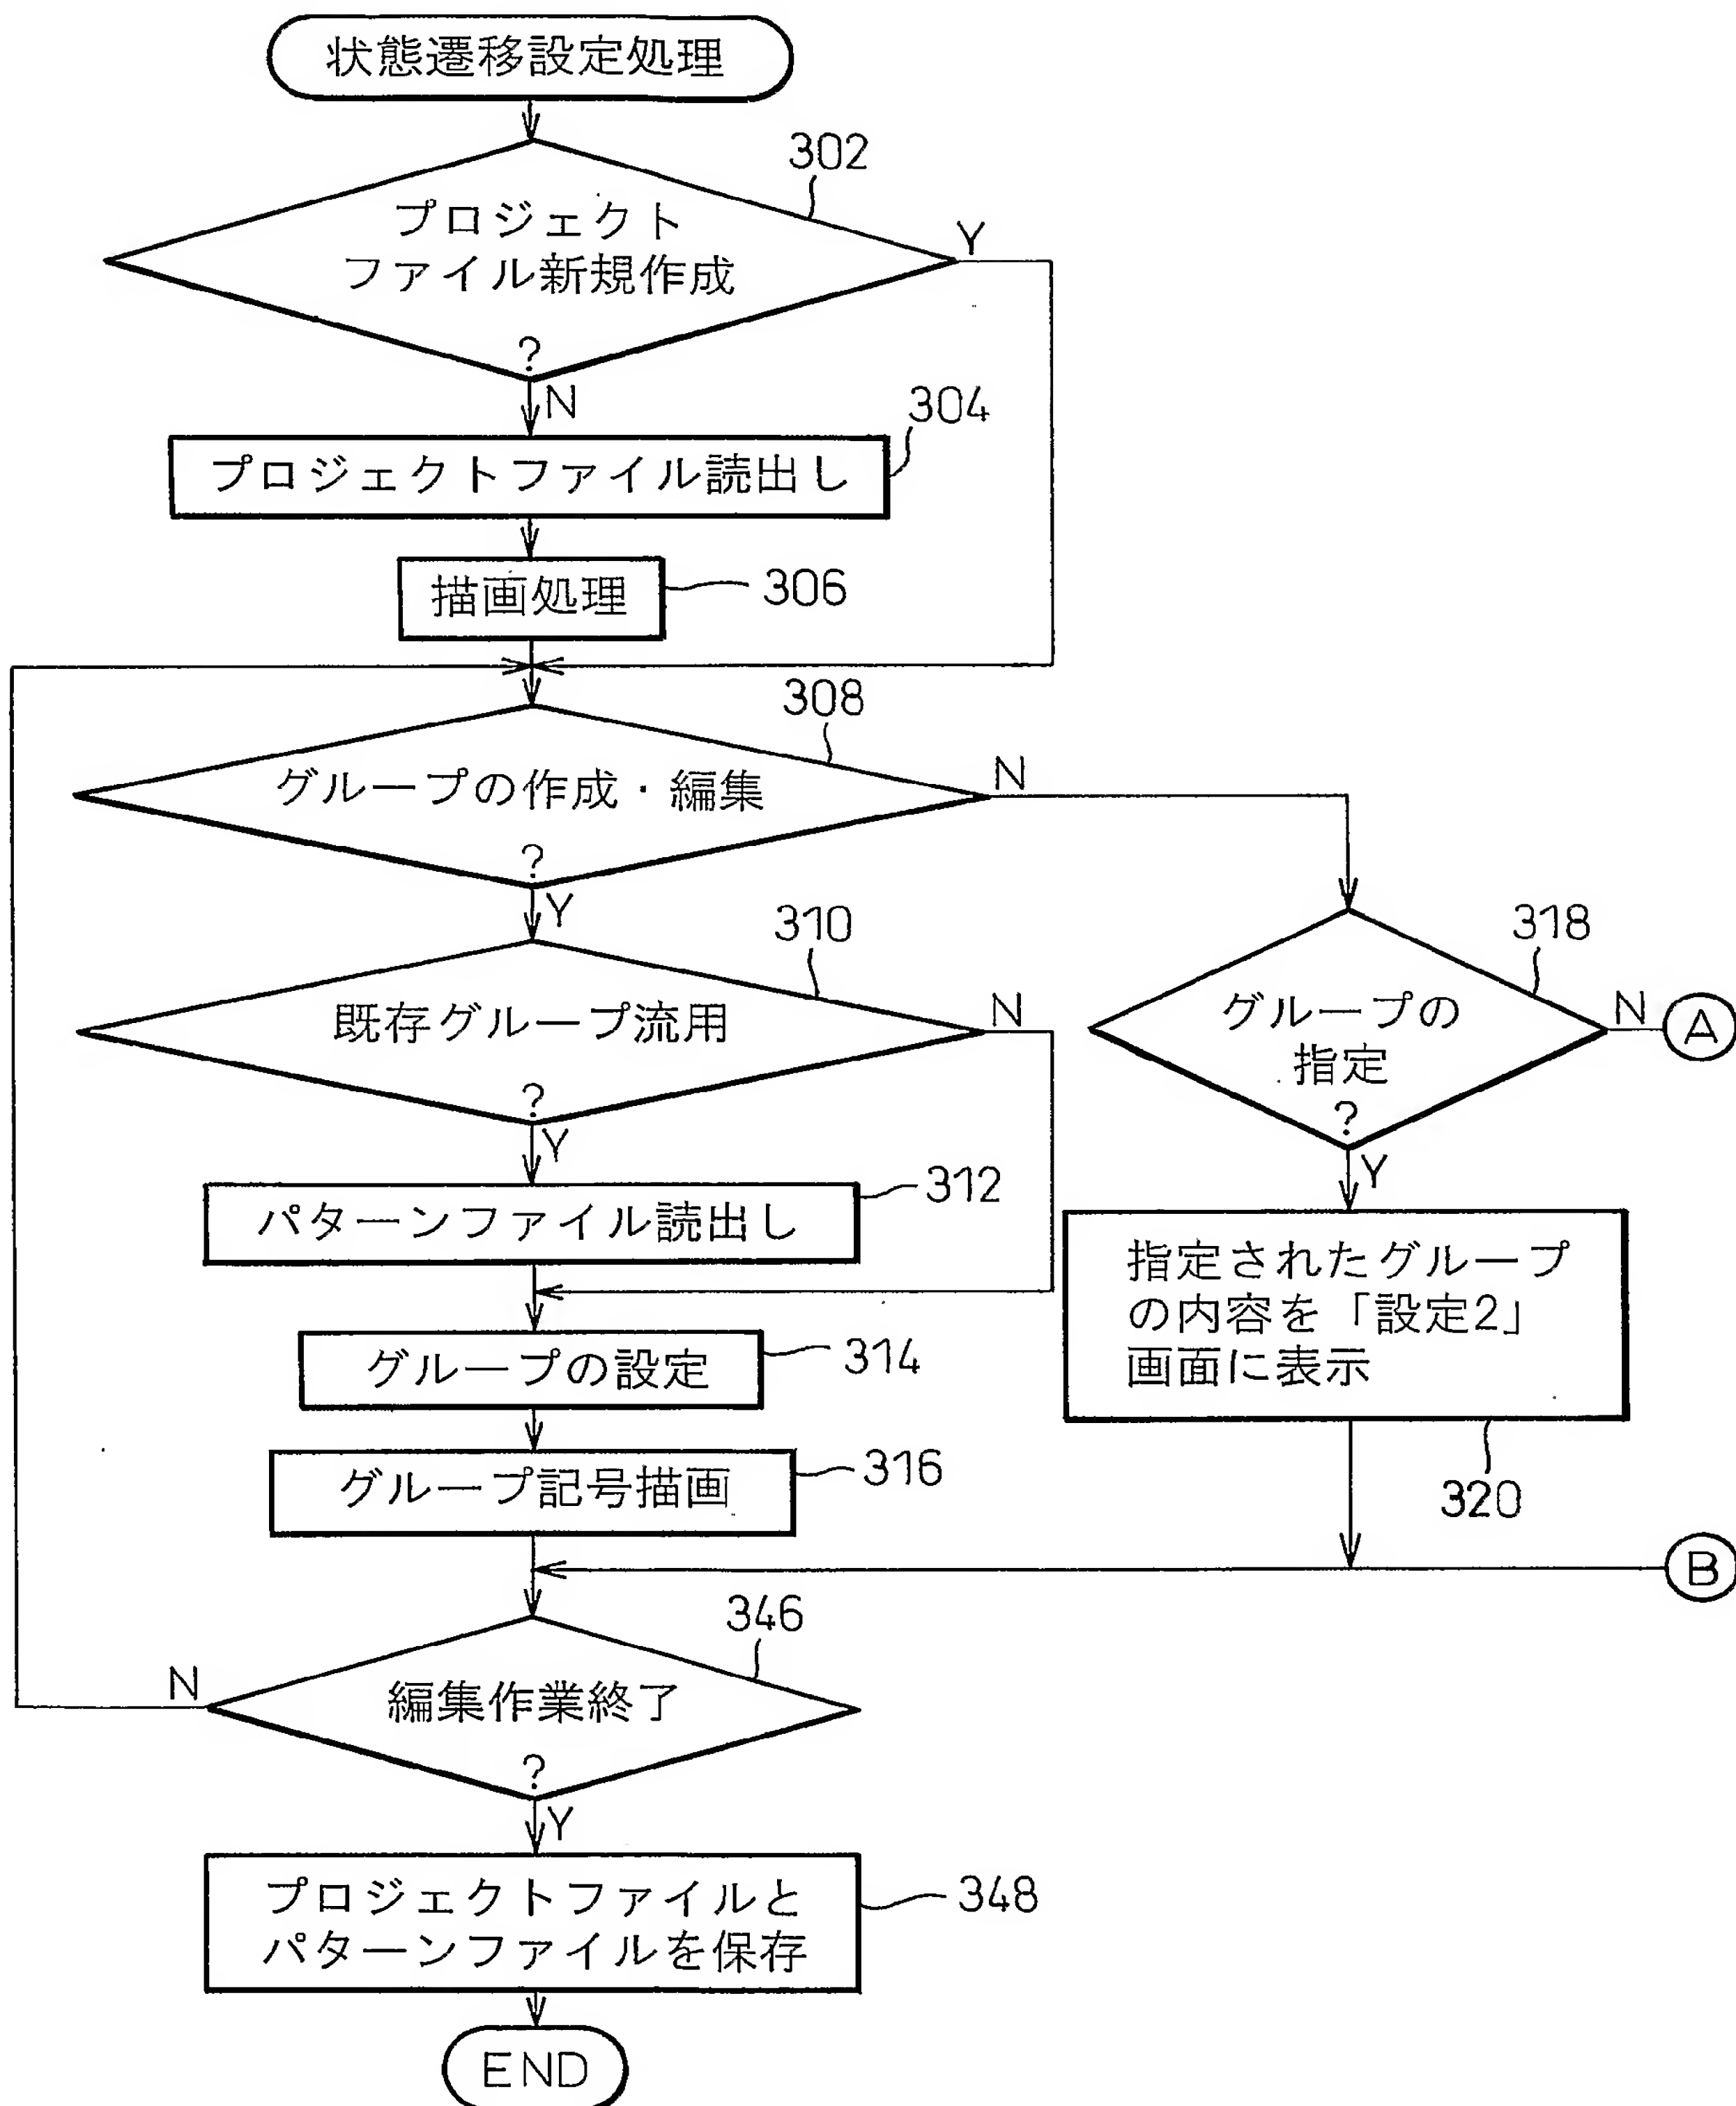 状態遷移設定処理
302
プロジェクト
ファイル新規作成
?
Y
N
304
プロジェクトファイル読出し
描画処理
306
308
グループの作成・編集
?
N
Y
310
既存グループ流用
?
N
Y
318
グループの
指定
?
N
A
Y
312
パターンファイル読出し
指定されたグループ
の内容を「設定2」
画面に表示
320
グループの設定
314
グループ記号描画
316
B
346
編集作業終了
?
N
Y
プロジェクトファイルと
パターンファイルを保存
348
END